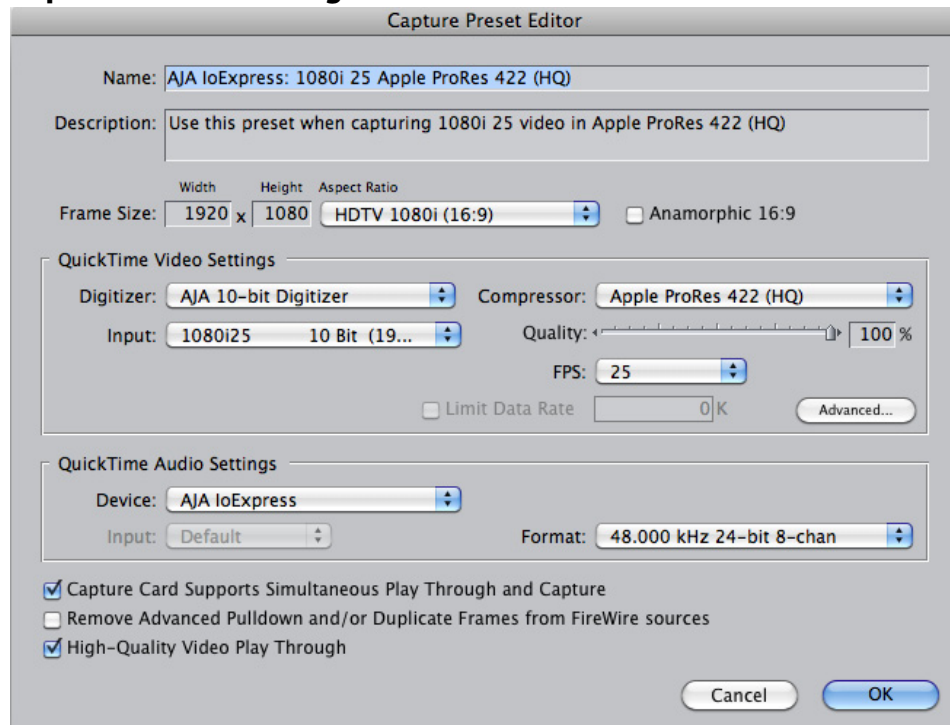 Capture Preset Editor
Name: AJA IoExpress: 1080i 25 Apple ProRes 422 (HQ)
Description: Use this preset when capturing 1080i 25 video in Apple ProRes 422 (HQ)
Width Height Aspect Ratio
Frame Size: 1920 x 1080 HDTV 1080i (16:9) Anamorphic 16:9
QuickTime Video Settings
Digitizer: AJA 10-bit Digitizer Compressor: Apple ProRes 422 (HQ)
Input: 1080i25 10 Bit (19... Quality: 100 %
FPS: 25
Limit Data Rate 0 K Advanced...
QuickTime Audio Settings
Device: AJA IoExpress
Input: Default Format: 48.000 kHz 24-bit 8-chan
Capture Card Supports Simultaneous Play Through and Capture
Remove Advanced Pulldown and/or Duplicate Frames from FireWire sources
High-Quality Video Play Through
Cancel OK